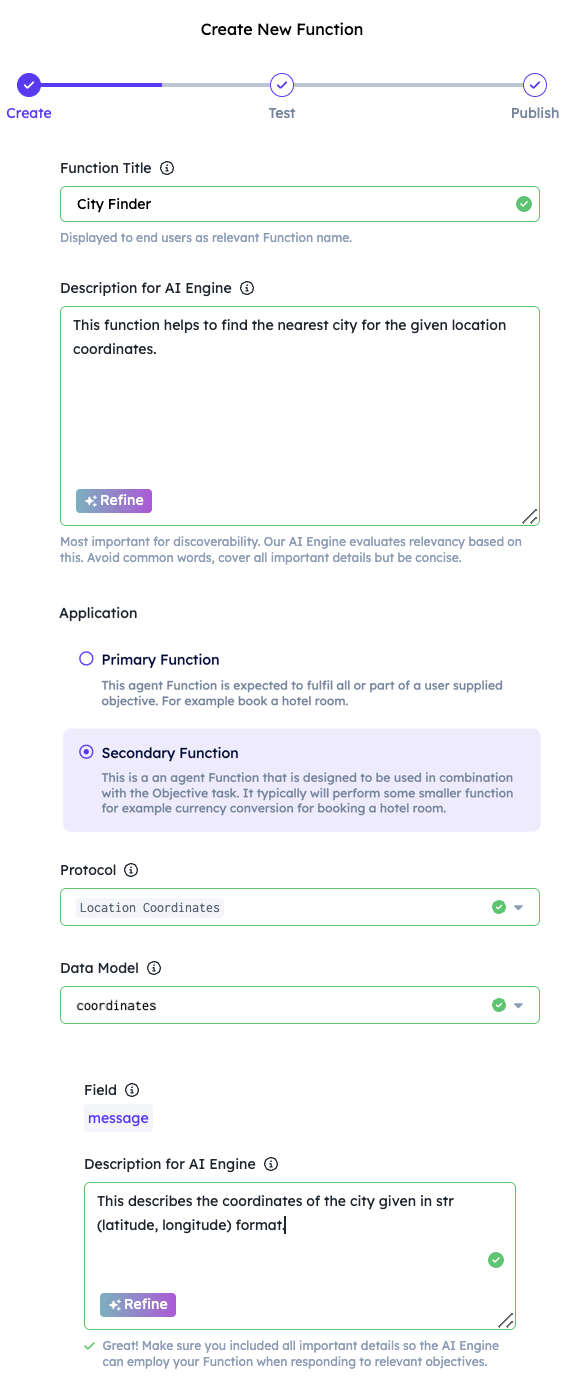 Create New Function
Create
Test
Publish
Function Title
City Finder
Displayed to end users as relevant Function name.
Description for AI Engine
This function helps to find the nearest city for the given location
coordinates.
Refine
Most important for discoverability. Our AI Engine evaluates relevancy based on
this. Avoid common words, cover all important details but be concise.
Application
Primary Function
This agent Function is expected to fulfil all or part of a user supplied
objective. For example book a hotel room.
Secondary Function
This is a an agent Function that is designed to be used in combination
with the Objective task. It typically will perform some smaller function
for example currency conversion for booking a hotel room.
Protocol
Location Coordinates
Data Model
coordinates
Field
message
Description for AI Engine
This describes the coordinates of the city given in str
(latitude, longitude) format.
Refine
Great! Make sure you included all important details so the AI Engine
can employ your Function when responding to relevant objectives.